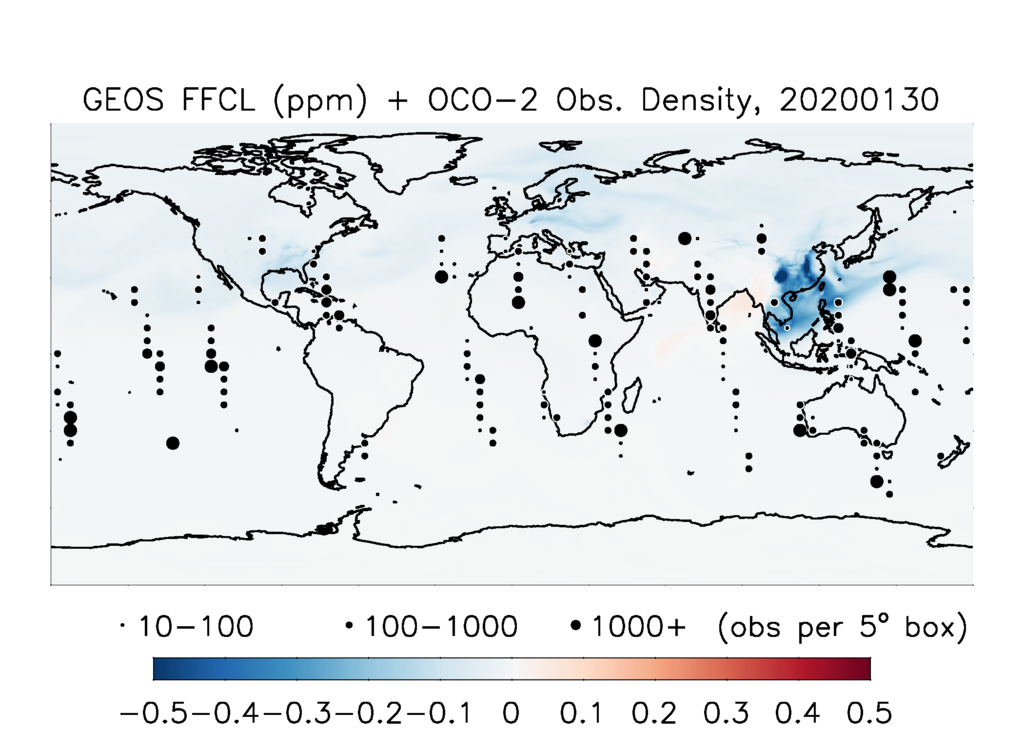 GEOS FFCL (ppm) + OCO-2 Obs. Density, 20200130
10-100 100-1000 1000+ (obs per 5° box)
-0.5 -0.4 -0.3 -0.2 -0.1 0 0.1 0.2 0.3 0.4 0.5